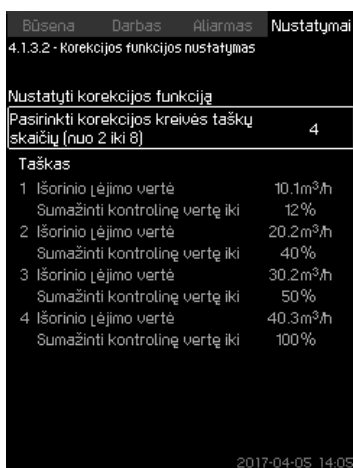 Būsena Darbas Aliarmas Nustatymai
4.1.3.2 - Korekcijos funkcijos nustatymas
Nustatyti korekcijos funkciją
Pasirinkti korekcijos kreivės taškų
skaičių (nuo 2 iki 8) 4
Taškas
1 Išorinio įėjimo vertė 10.1m³/h
Sumažinti kontrolinę vertę iki 12%
2 Išorinio įėjimo vertė 20.2m³/h
Sumažinti kontrolinę vertę iki 40%
3 Išorinio įėjimo vertė 30.2m³/h
Sumažinti kontrolinę vertę iki 50%
4 Išorinio įėjimo vertė 40.3m³/h
Sumažinti kontrolinę vertę iki 100%
2017-04-05 14:05